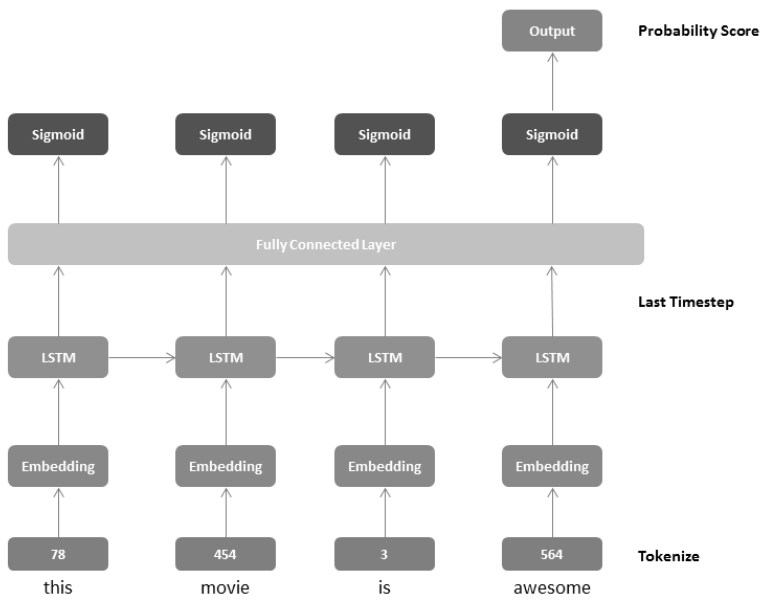 Output Probability Score
Sigmoid Sigmoid Sigmoid Sigmoid
Fully Connected Layer
Last Timestep
LSTM LSTM LSTM LSTM
Embedding Embedding Embedding Embedding
78 454 3 564 Tokenize
this movie is awesome